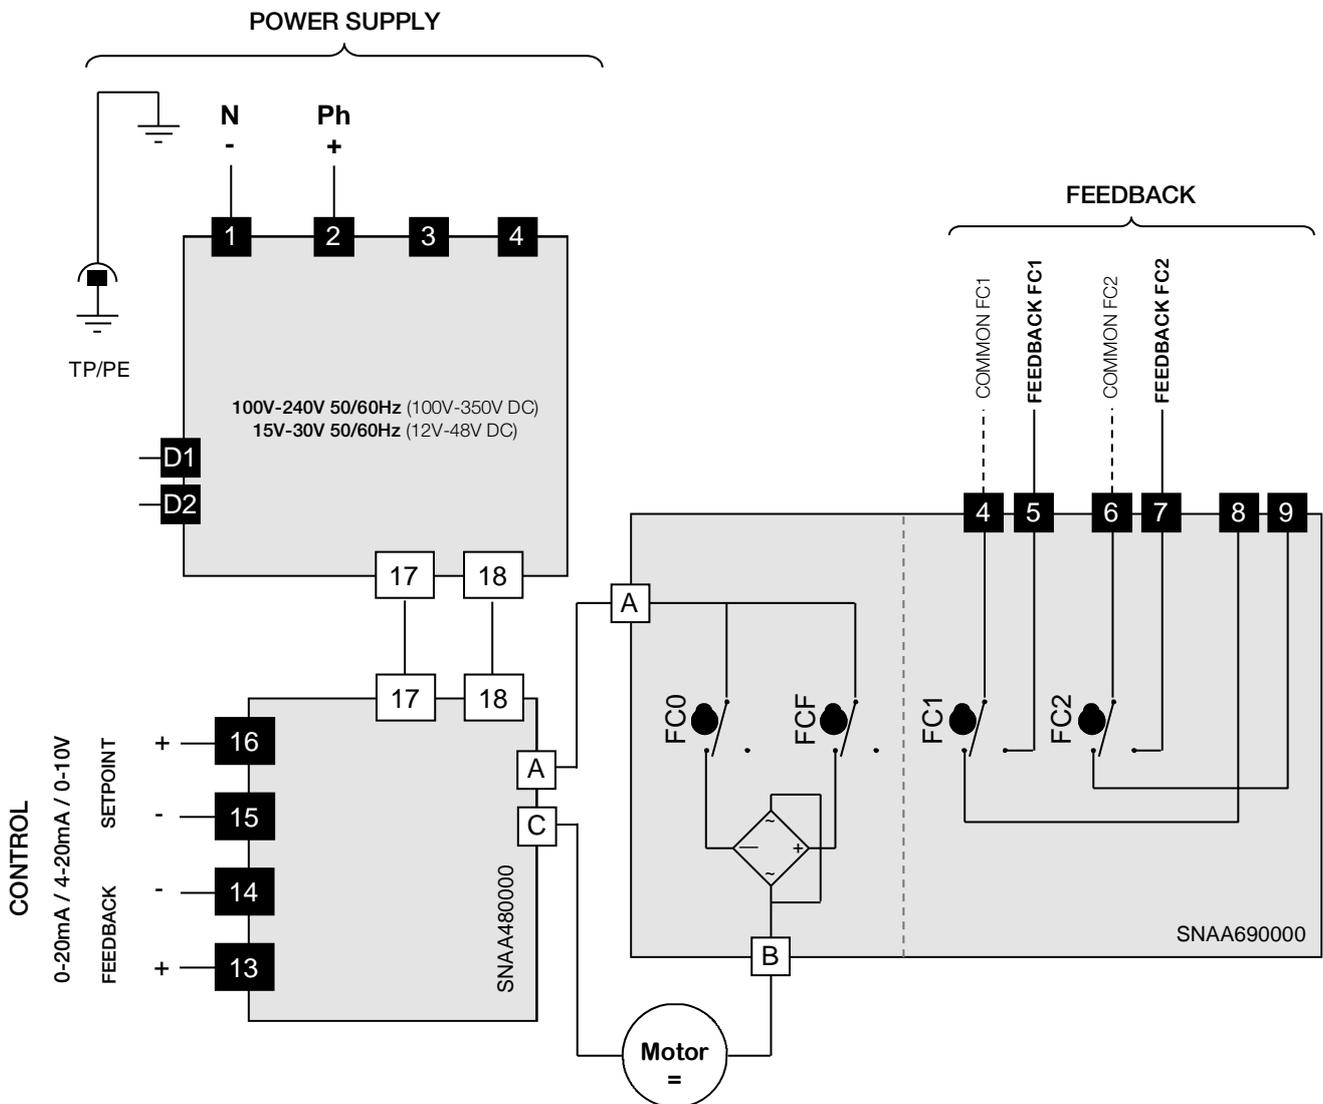 POWER SUPPLY
N
-
Ph
+
1
2
3
4
TP/PE
100V-240V 50/60Hz (100V-350V DC)
15V-30V 50/60Hz (12V-48V DC)
D1
D2
17
18
17
18
CONTROL
0-20mA / 4-20mA / 0-10V
SETPOINT
FEEDBACK
+
16
-
15
-
14
+
13
A
C
SNAA480000
FEEDBACK
COMMON FC1
FEEDBACK FC1
COMMON FC2
FEEDBACK FC2
4
5
6
7
8
9
A
FC0
FCF
FC1
FC2
~
—
+
~
SNAA690000
B
Motor
=